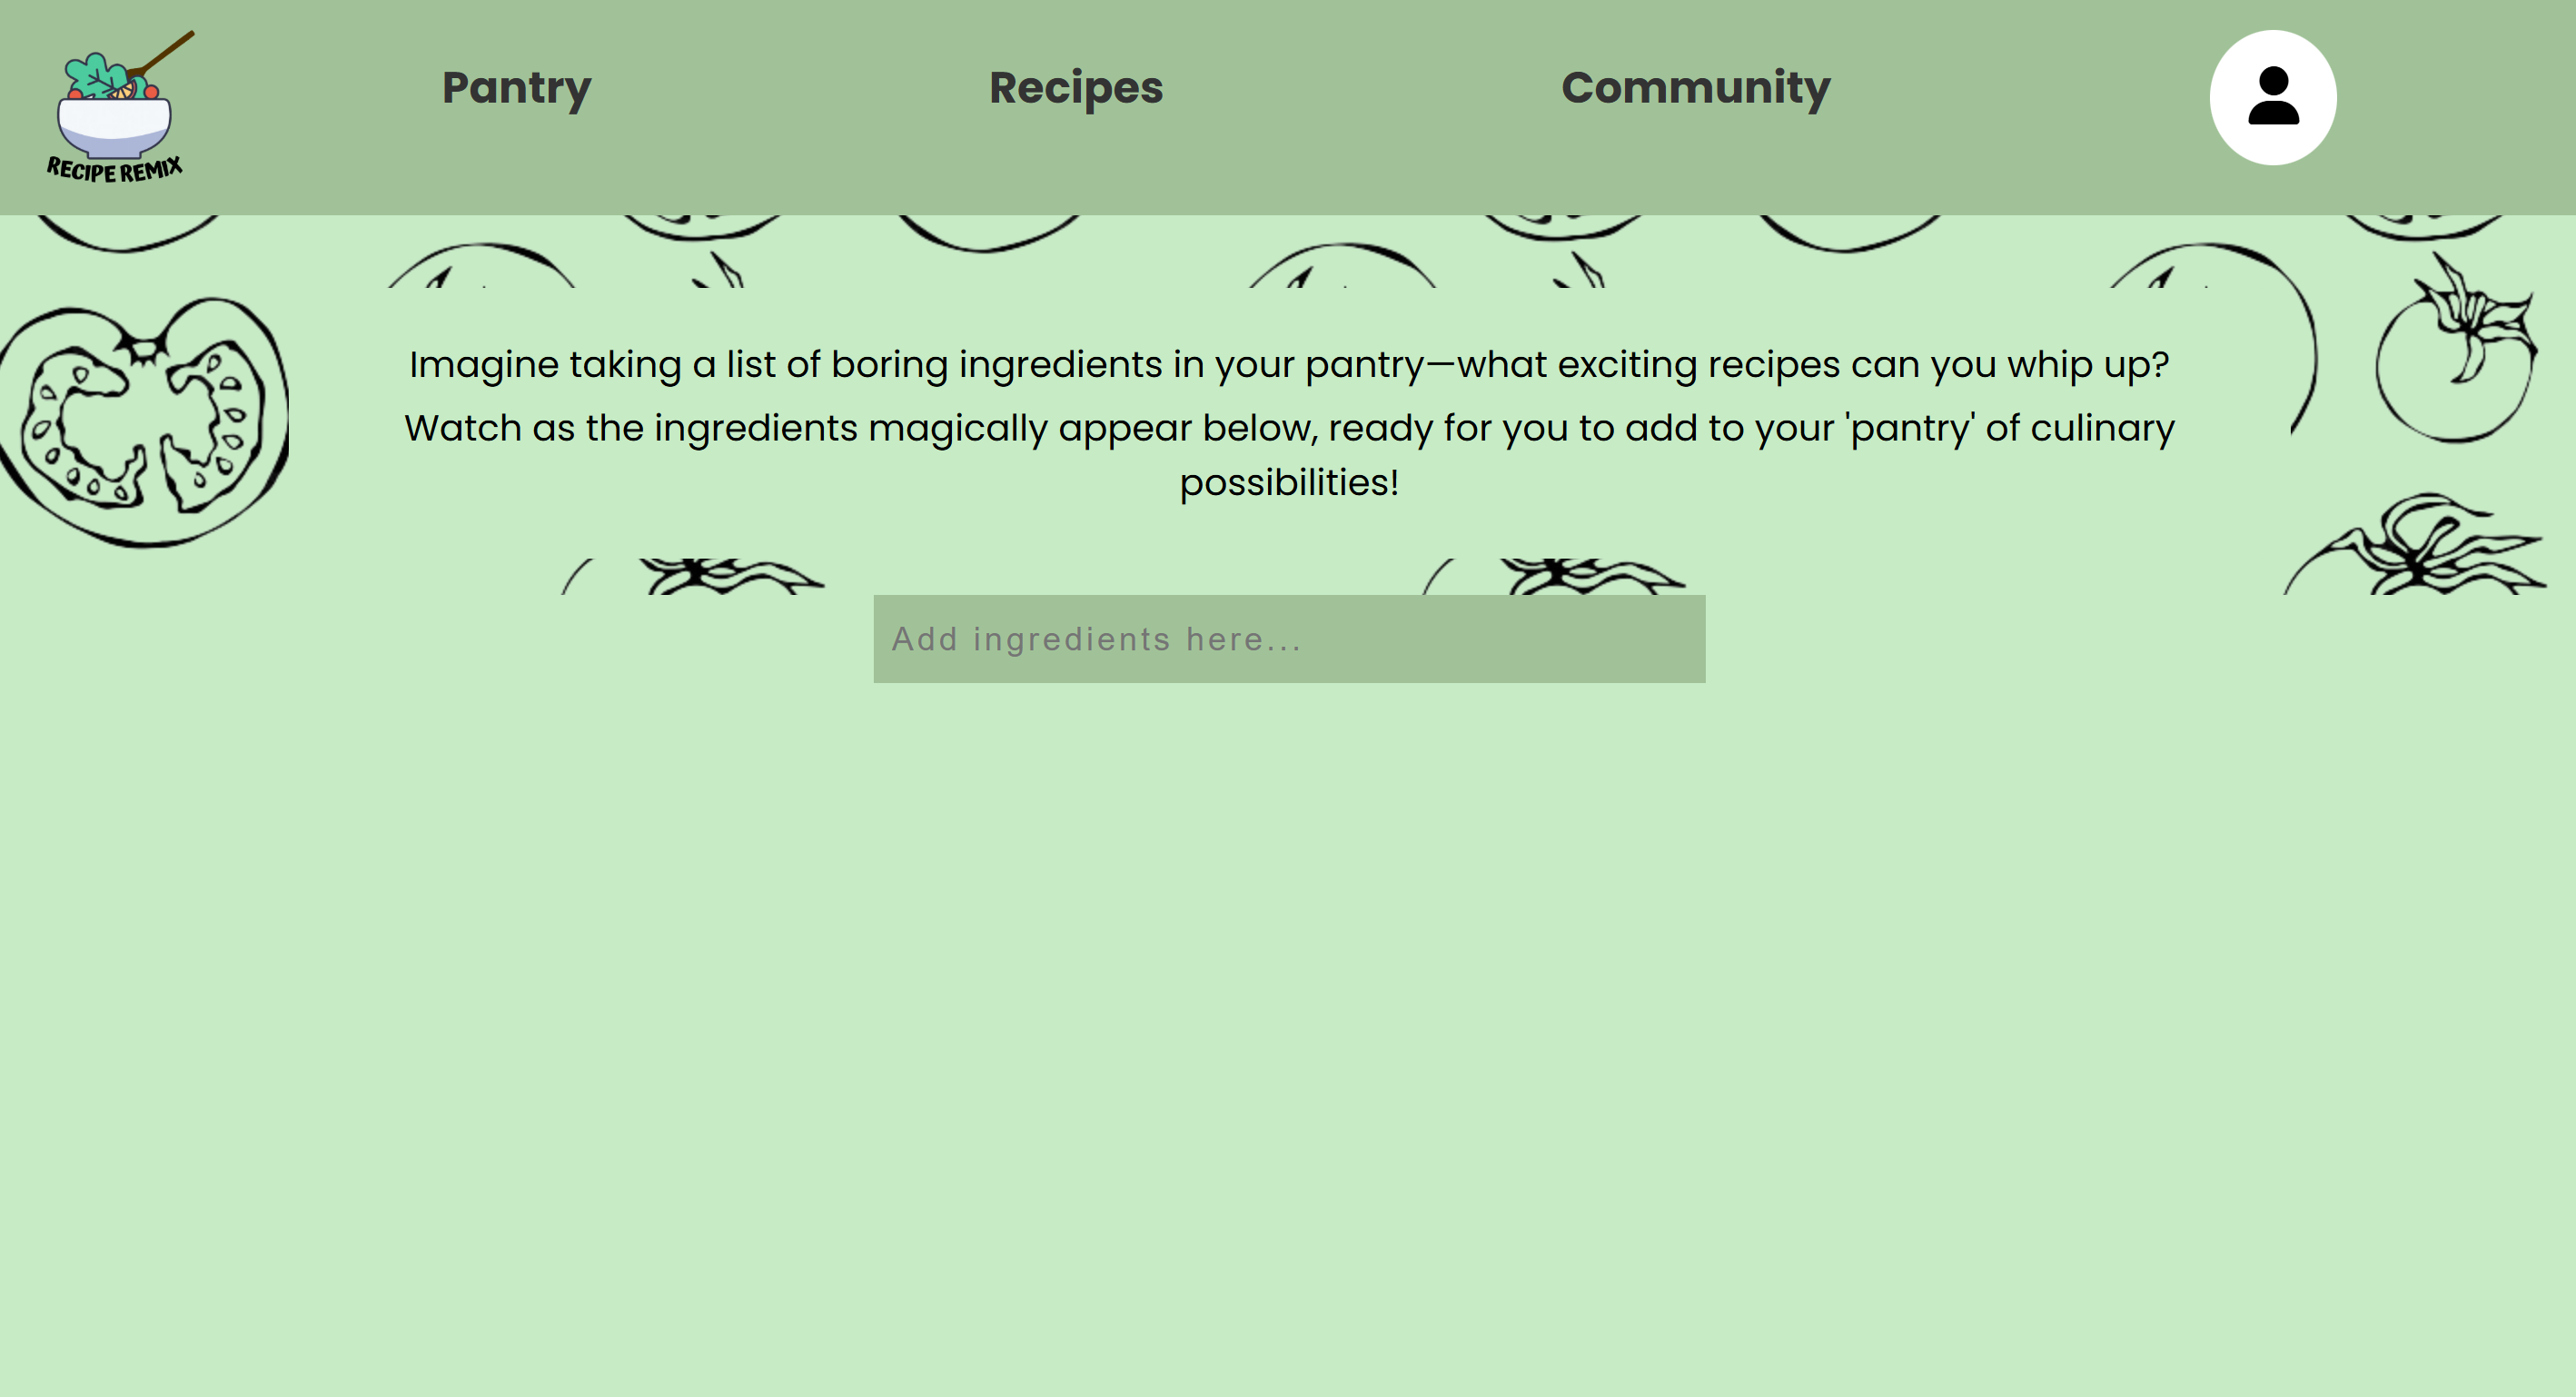 RECIPE REMIX
Pantry
Recipes
Community
Imagine taking a list of boring ingredients in your pantry—what exciting recipes can you whip up?
Watch as the ingredients magically appear below, ready for you to add to your 'pantry' of culinary
possibilities!
Add ingredients here...